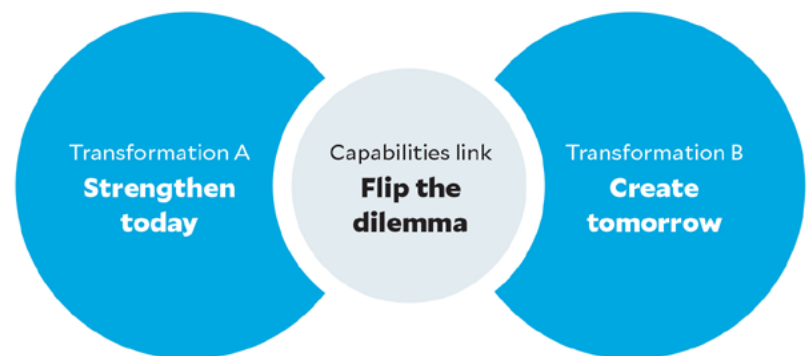 Transformation A
Strengthen
today
Capabilities link
Flip the
dilemma
Transformation B
Create
tomorrow